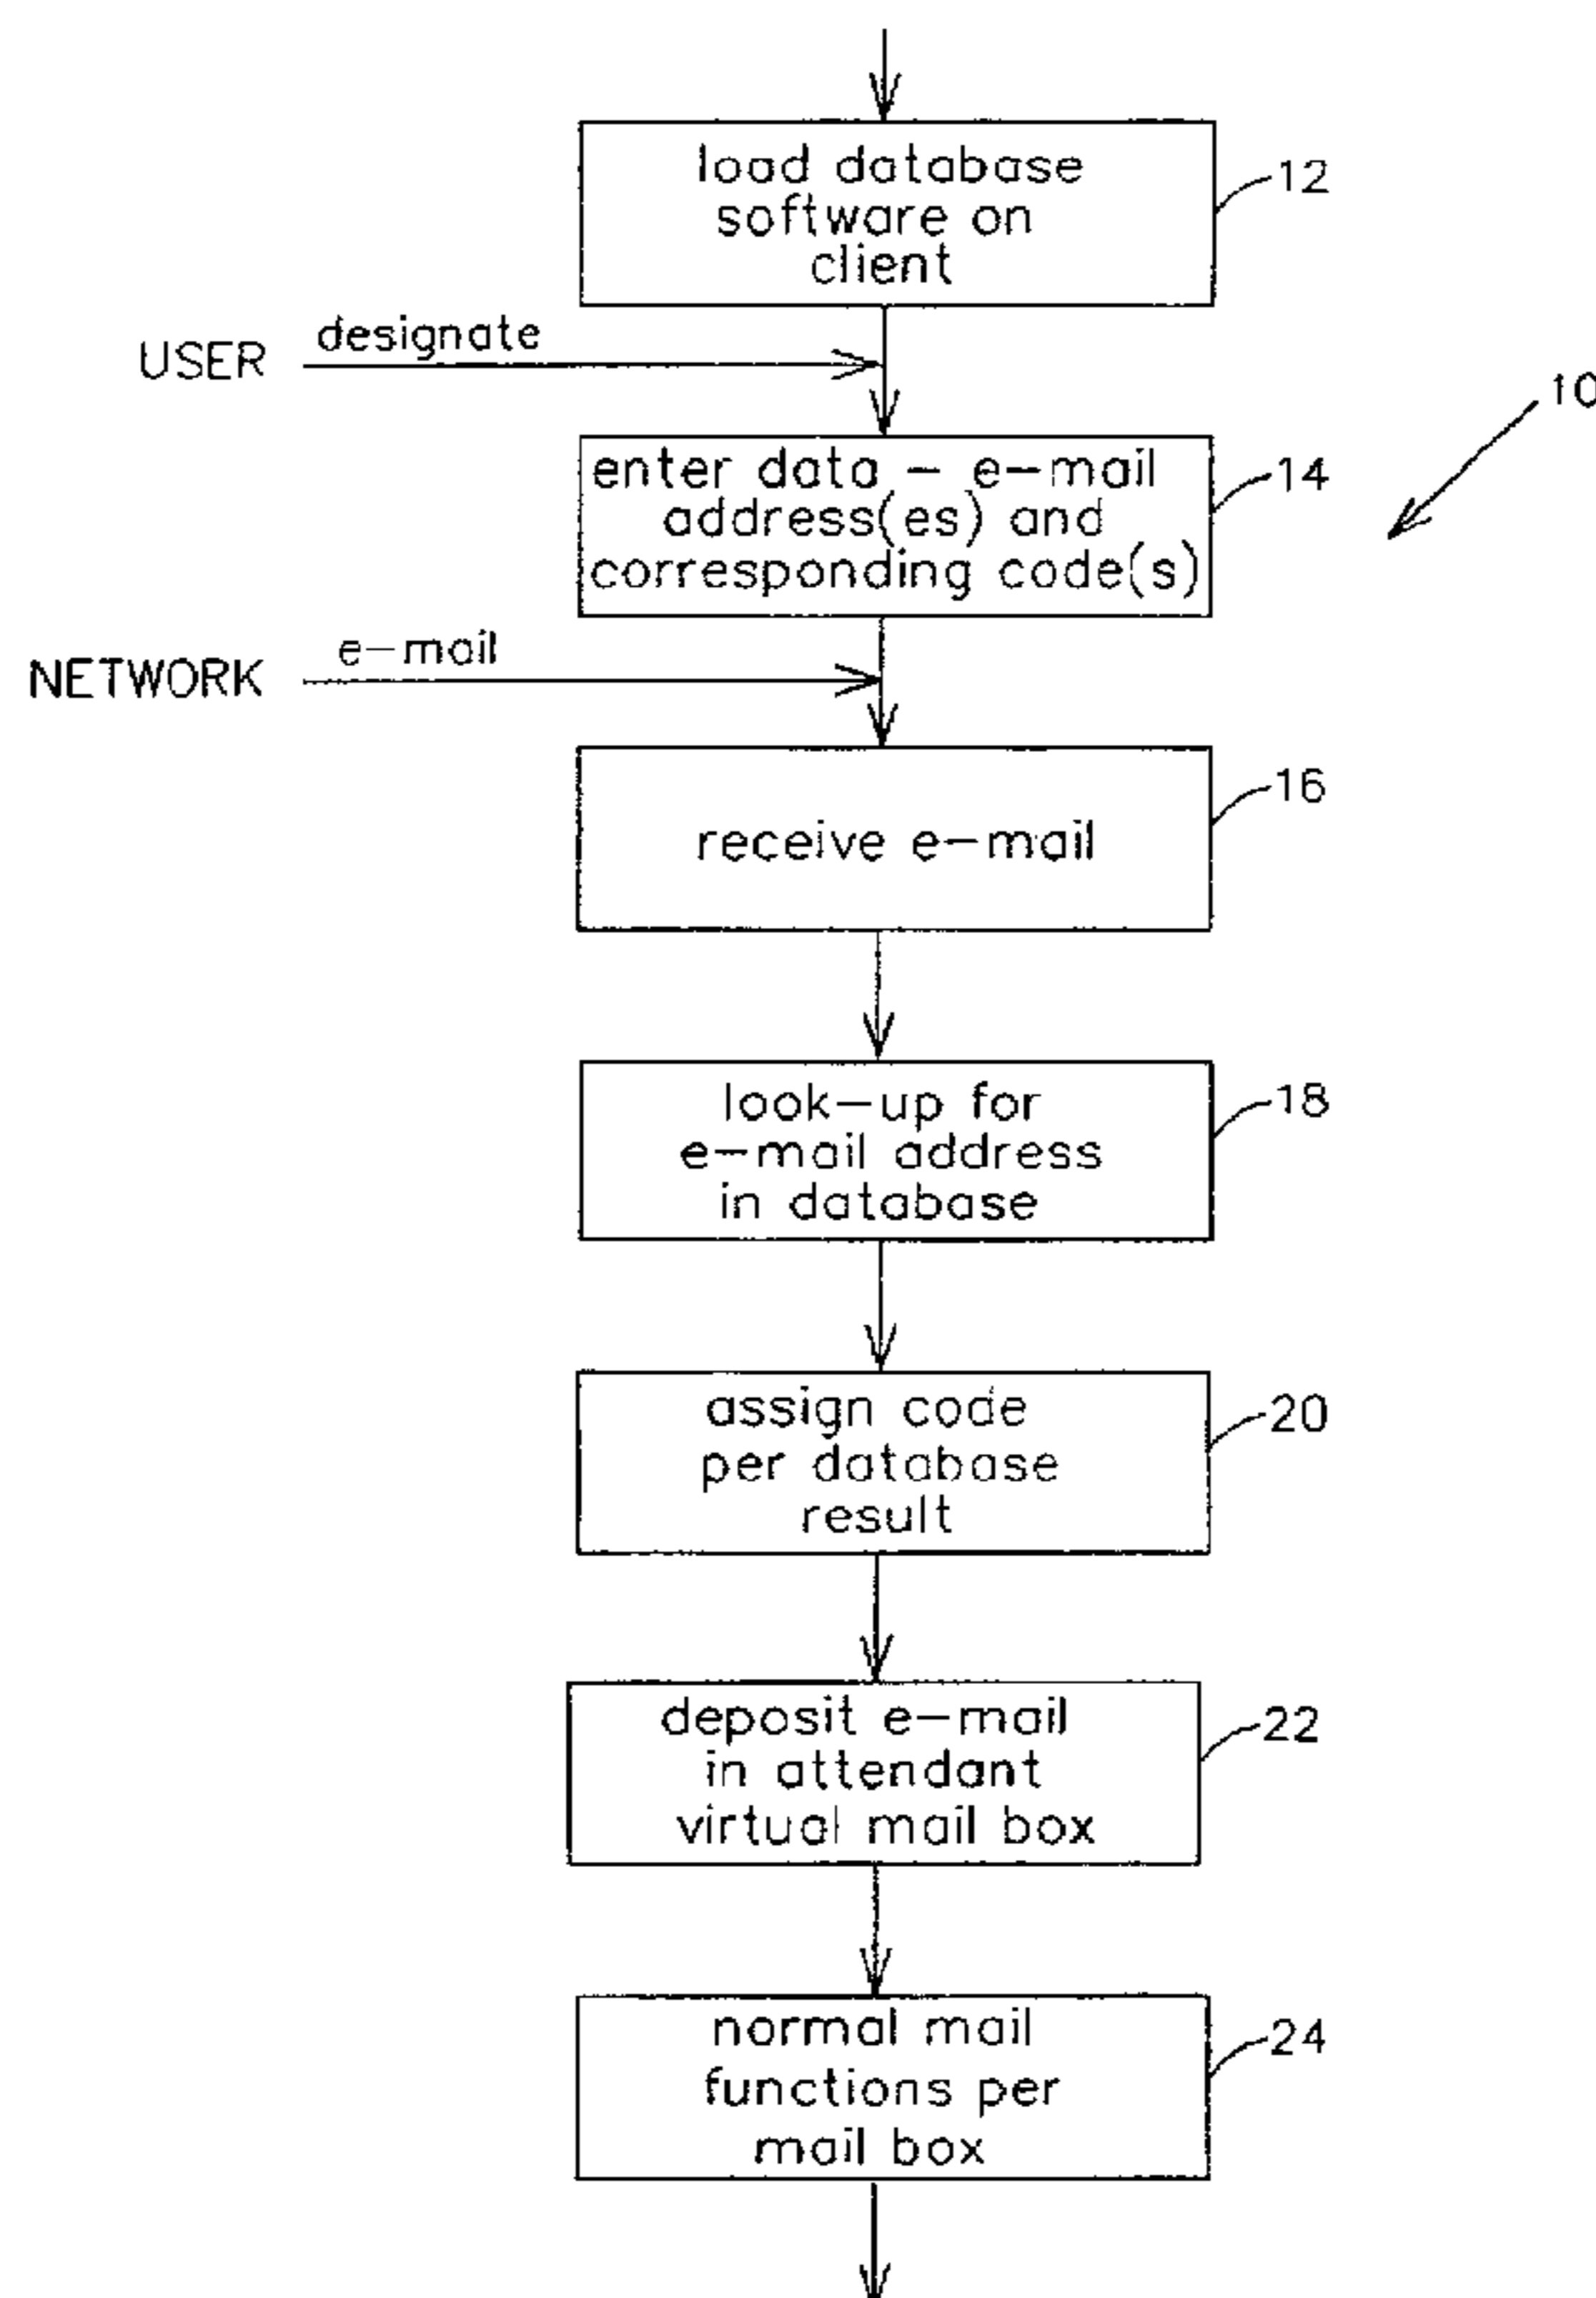 load database
software on
client
12
designate
USER
10
enter data - e-mail
address(es) and
corresponding code(s)
14
e-mail
NETWORK
receive e-mail
16
look-up for
e-mail address
in database
18
assign code
per database
result
20
deposit e-mail
in attendant
virtual mail box
22
normal mail
functions per
mail box
24